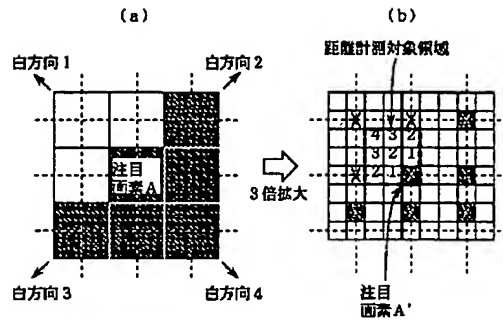 (a)
(b)
白方向1
白方向2
距離計測対象領域
4 3 2
注目
画素A
3 2 1
3倍拡大
2 1
白方向3
白方向4
注目
画素A'